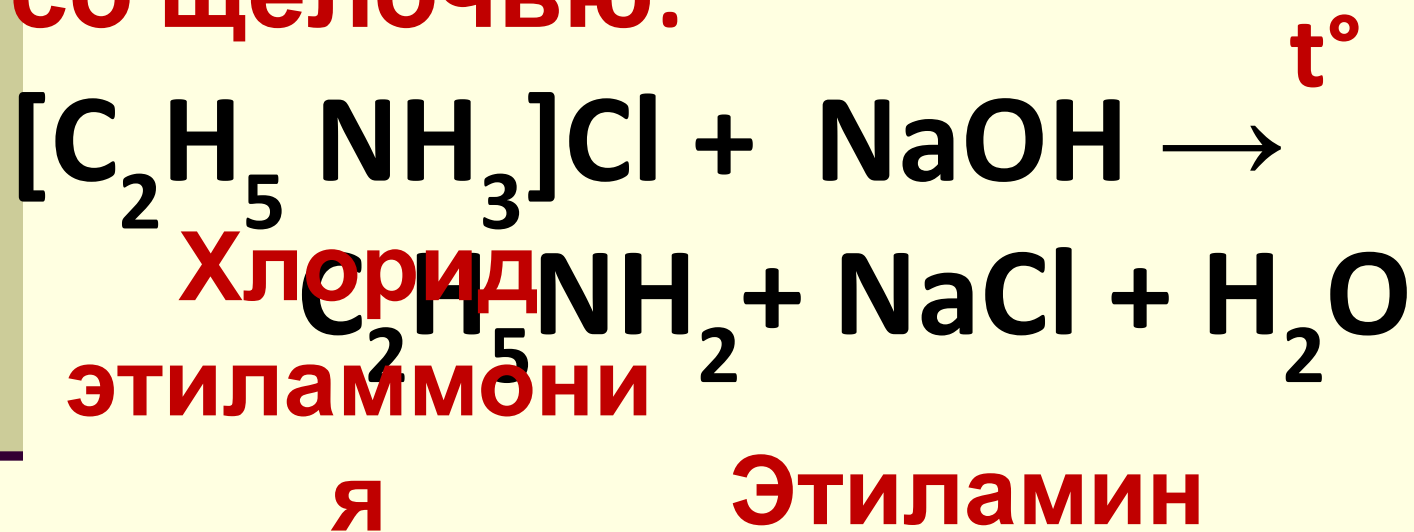 со щелочью:
t°
[C₂H₅ NH₃]Cl + NaOH →
Хлорид
C₂H₅NH₂ + NaCl + H₂O
этиламмони
я
Этиламин